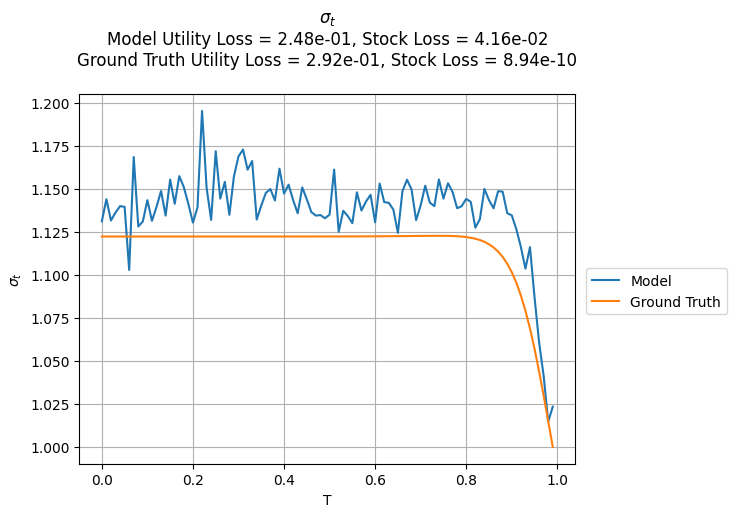 σt
Model Utility Loss = 2.48e-01, Stock Loss = 4.16e-02
Ground Truth Utility Loss = 2.92e-01, Stock Loss = 8.94e-10
1.200
1.175
1.150
1.125
1.100
1.075
1.050
1.025
1.000
σt
0.0 0.2 0.4 0.6 0.8 1.0
T
Model
Ground Truth